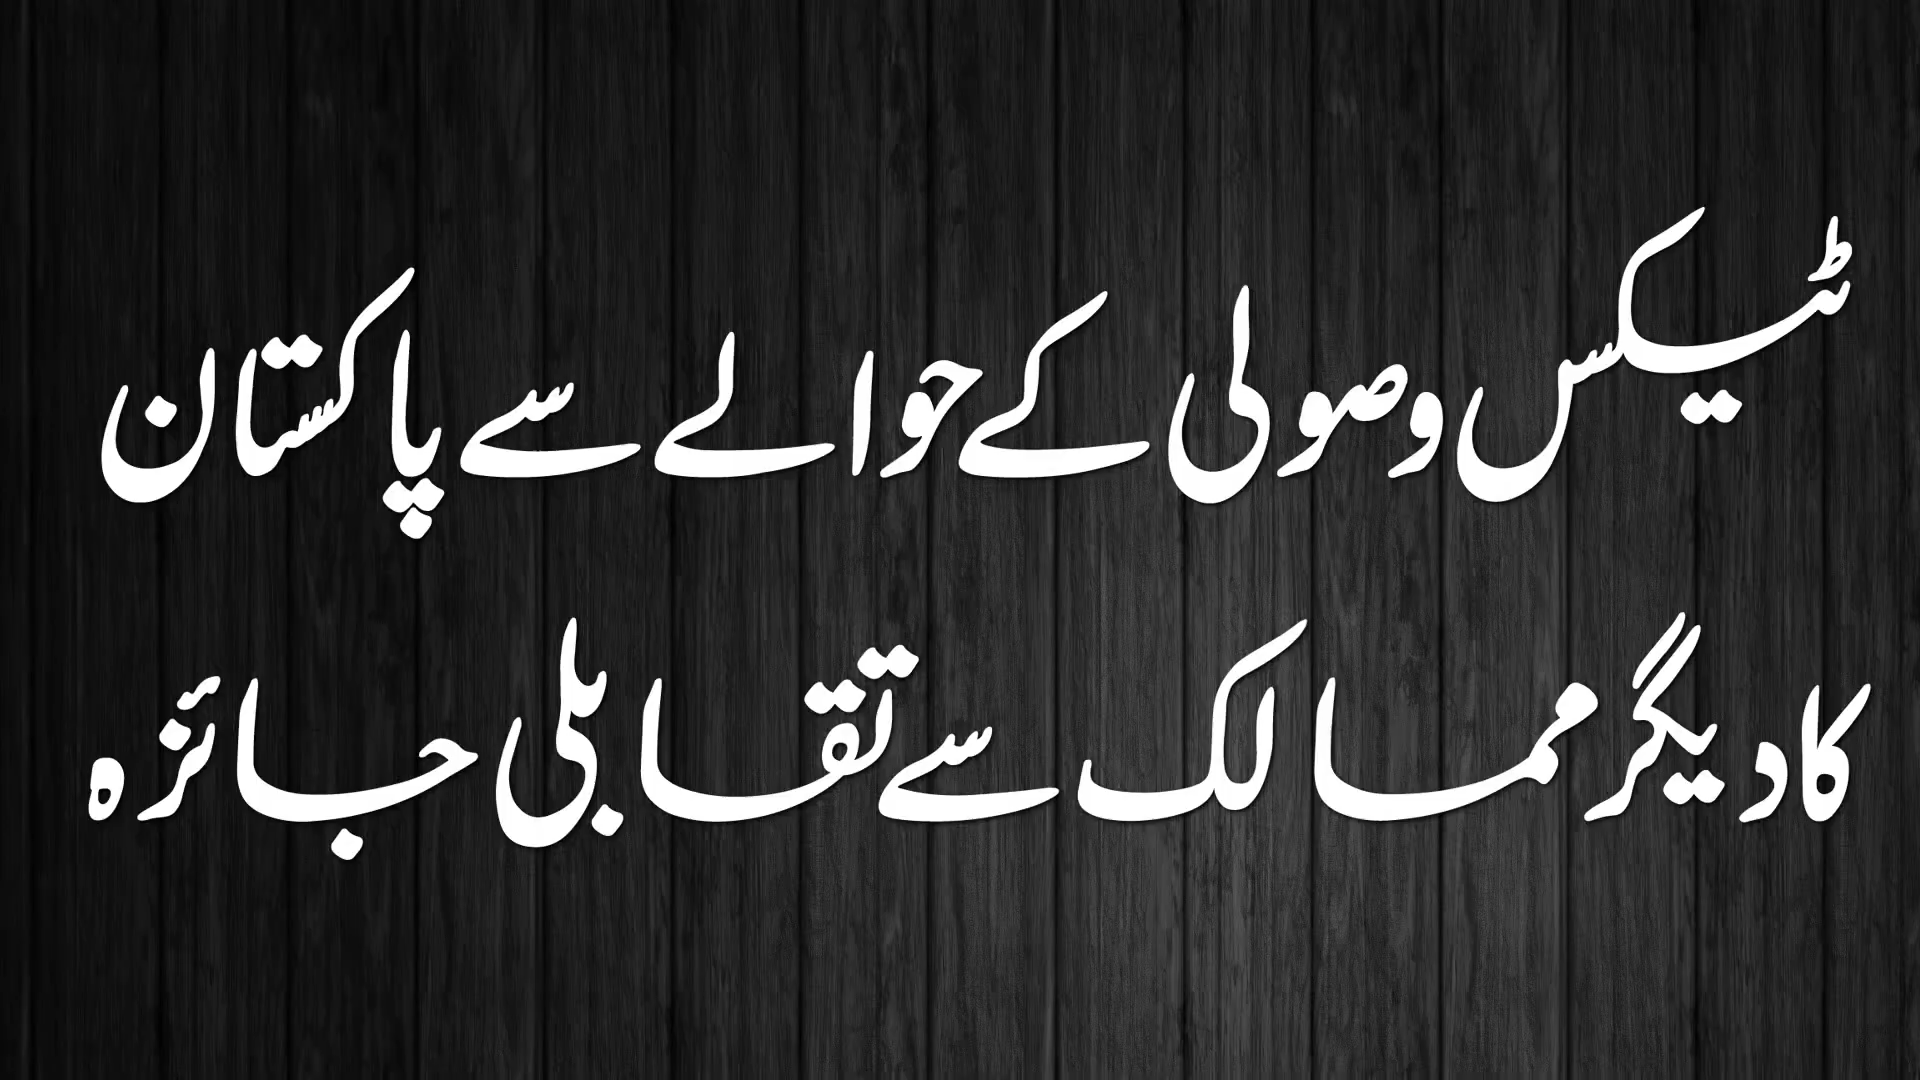 ٹیکس وصولی کے حوالے سے پاکستان
کا دیگر ممالک سے تقابلی جائزہ